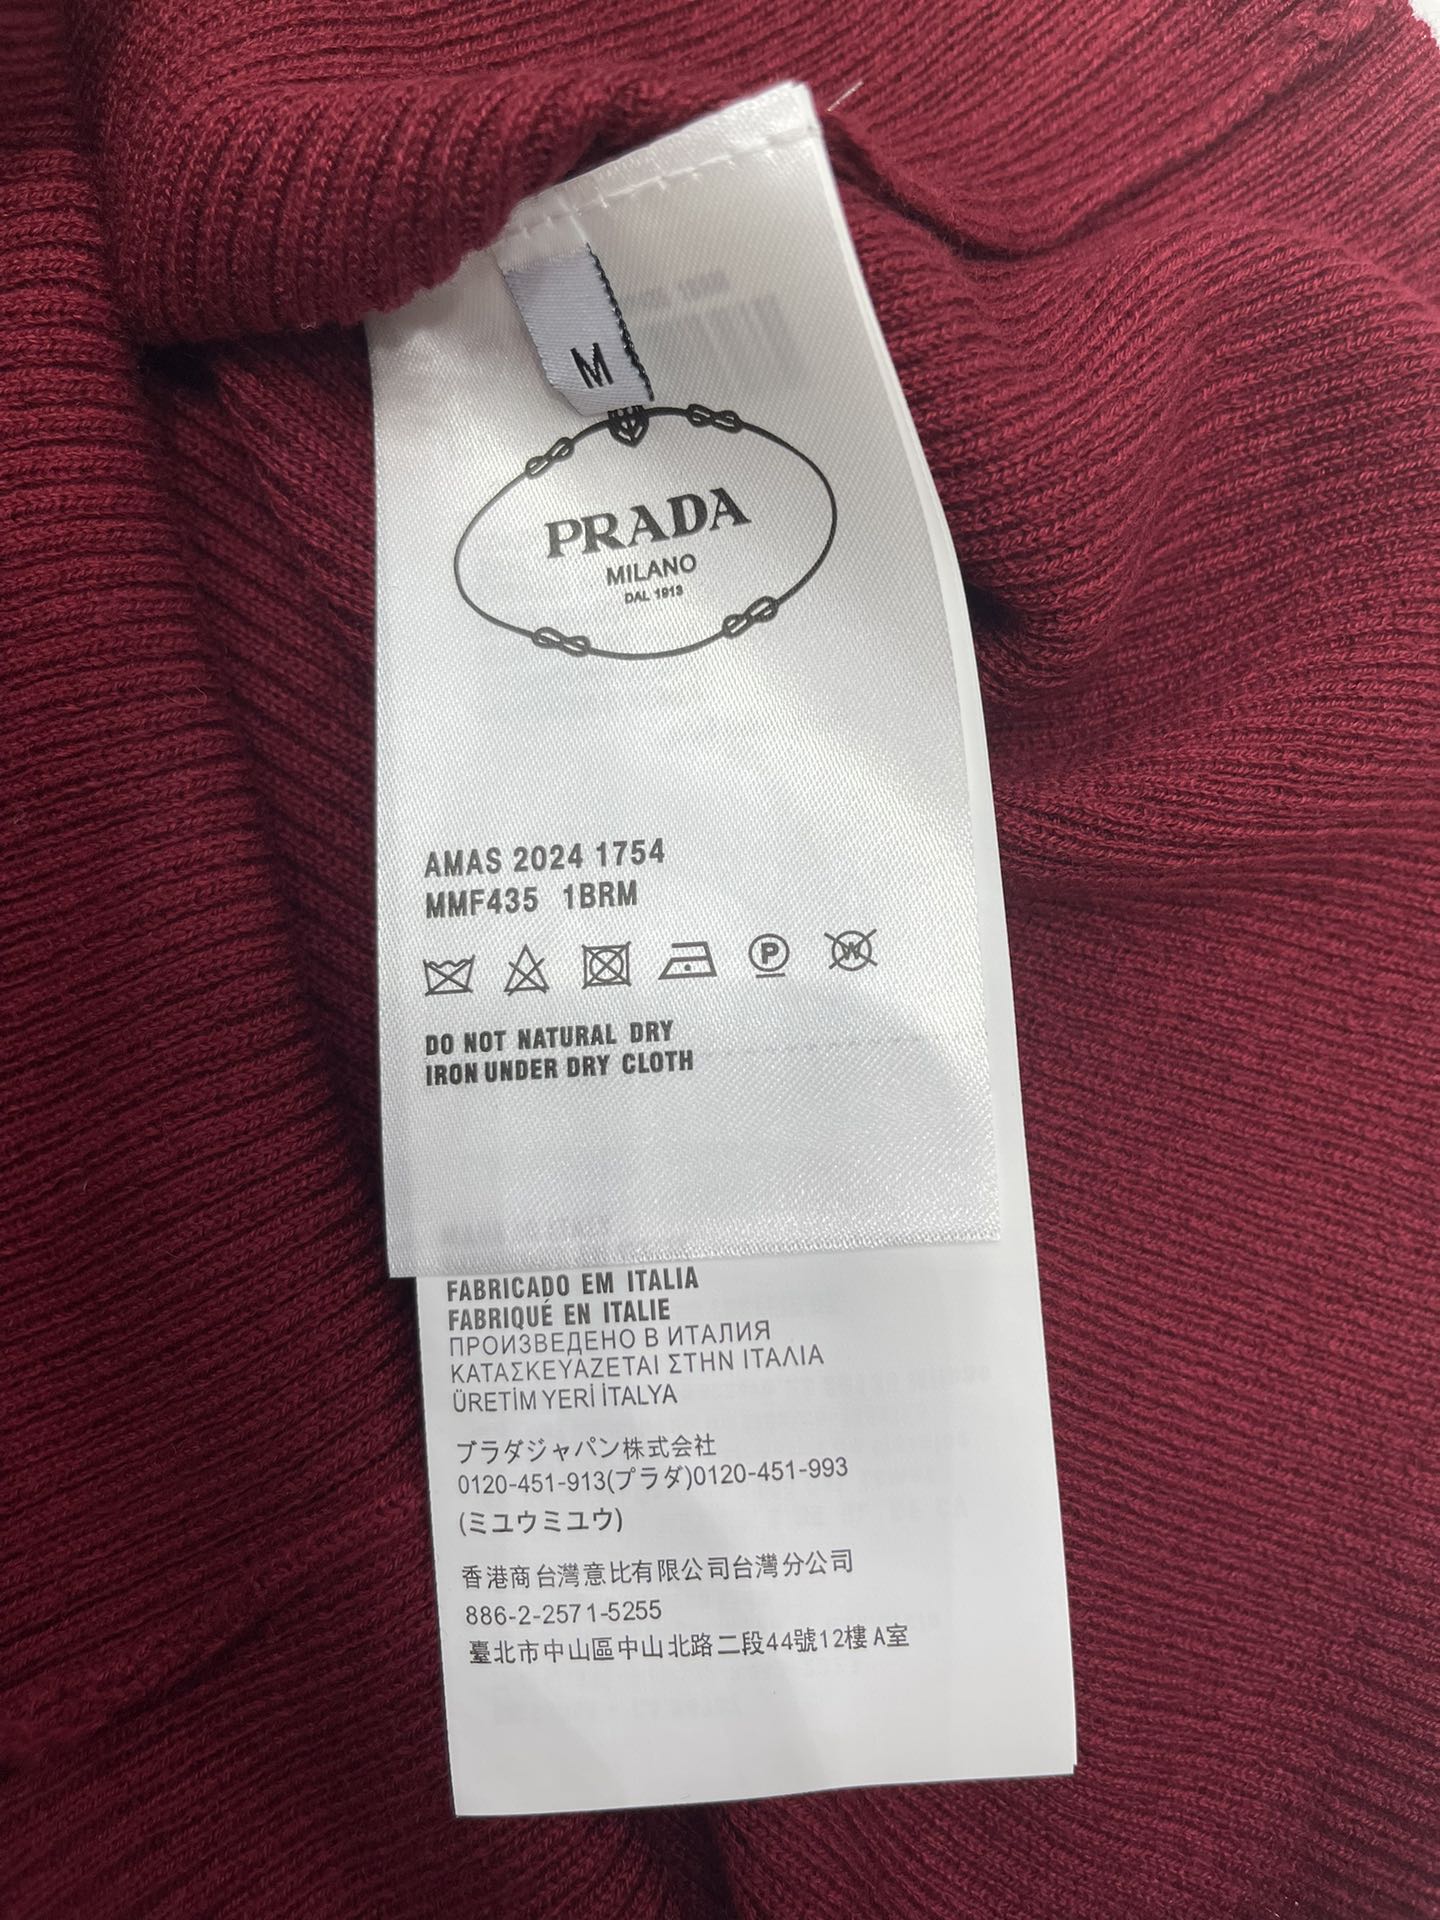 M
PRADA
MILANO
DAL 1913
AMAS 2024 1754
MMF435 1BRM
P
W
DO NOT NATURAL DRY
IRON UNDER DRY CLOTH
FABRICADO EM ITALIA
FABRIQUÉ EN ITALIE
ПРОИЗВЕДЕНО В ИТАЛИЯ
ΚΑΤΑΣΚΕΥΑΖΕΤΑΙ ΣΤΗΝ ΙΤΑΛΙΑ
ÜRETİM YERİ İTALYA
プラダジャパン株式会社
0120-451-913(プラダ)0120-451-993
(ミユウミユウ)
香港商台灣意比有限公司台灣分公司
886-2-2571-5255
臺北市中山區中山北路二段44號12樓A室